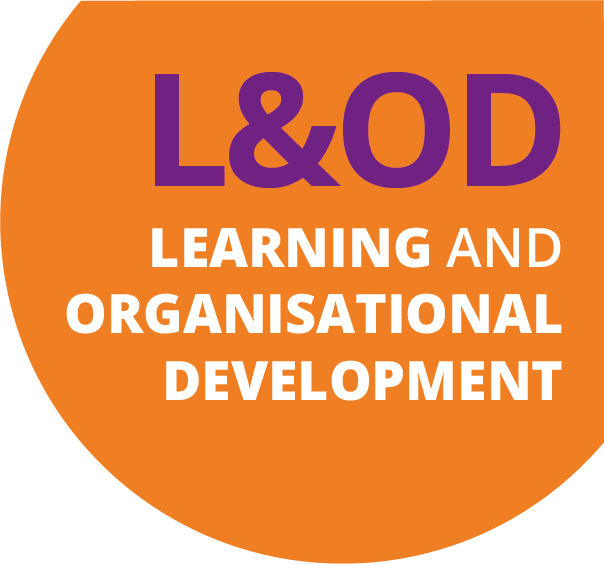 L&OD
LEARNING AND
ORGANISATIONAL
DEVELOPMENT